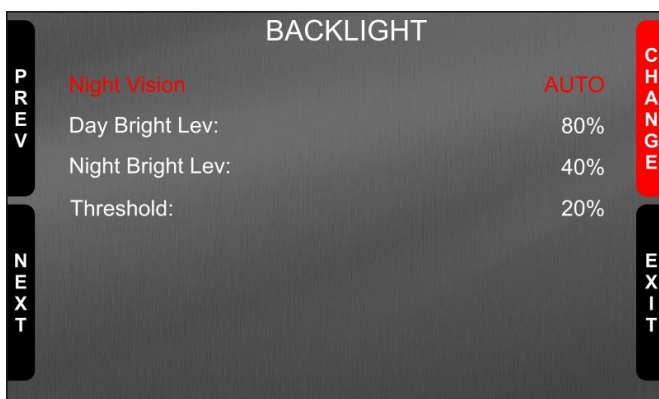 BACKLIGHT
PREV
CHANGE
Night Vision AUTO
Day Bright Lev: 80%
Night Bright Lev: 40%
Threshold: 20%
NEXT
EXIT